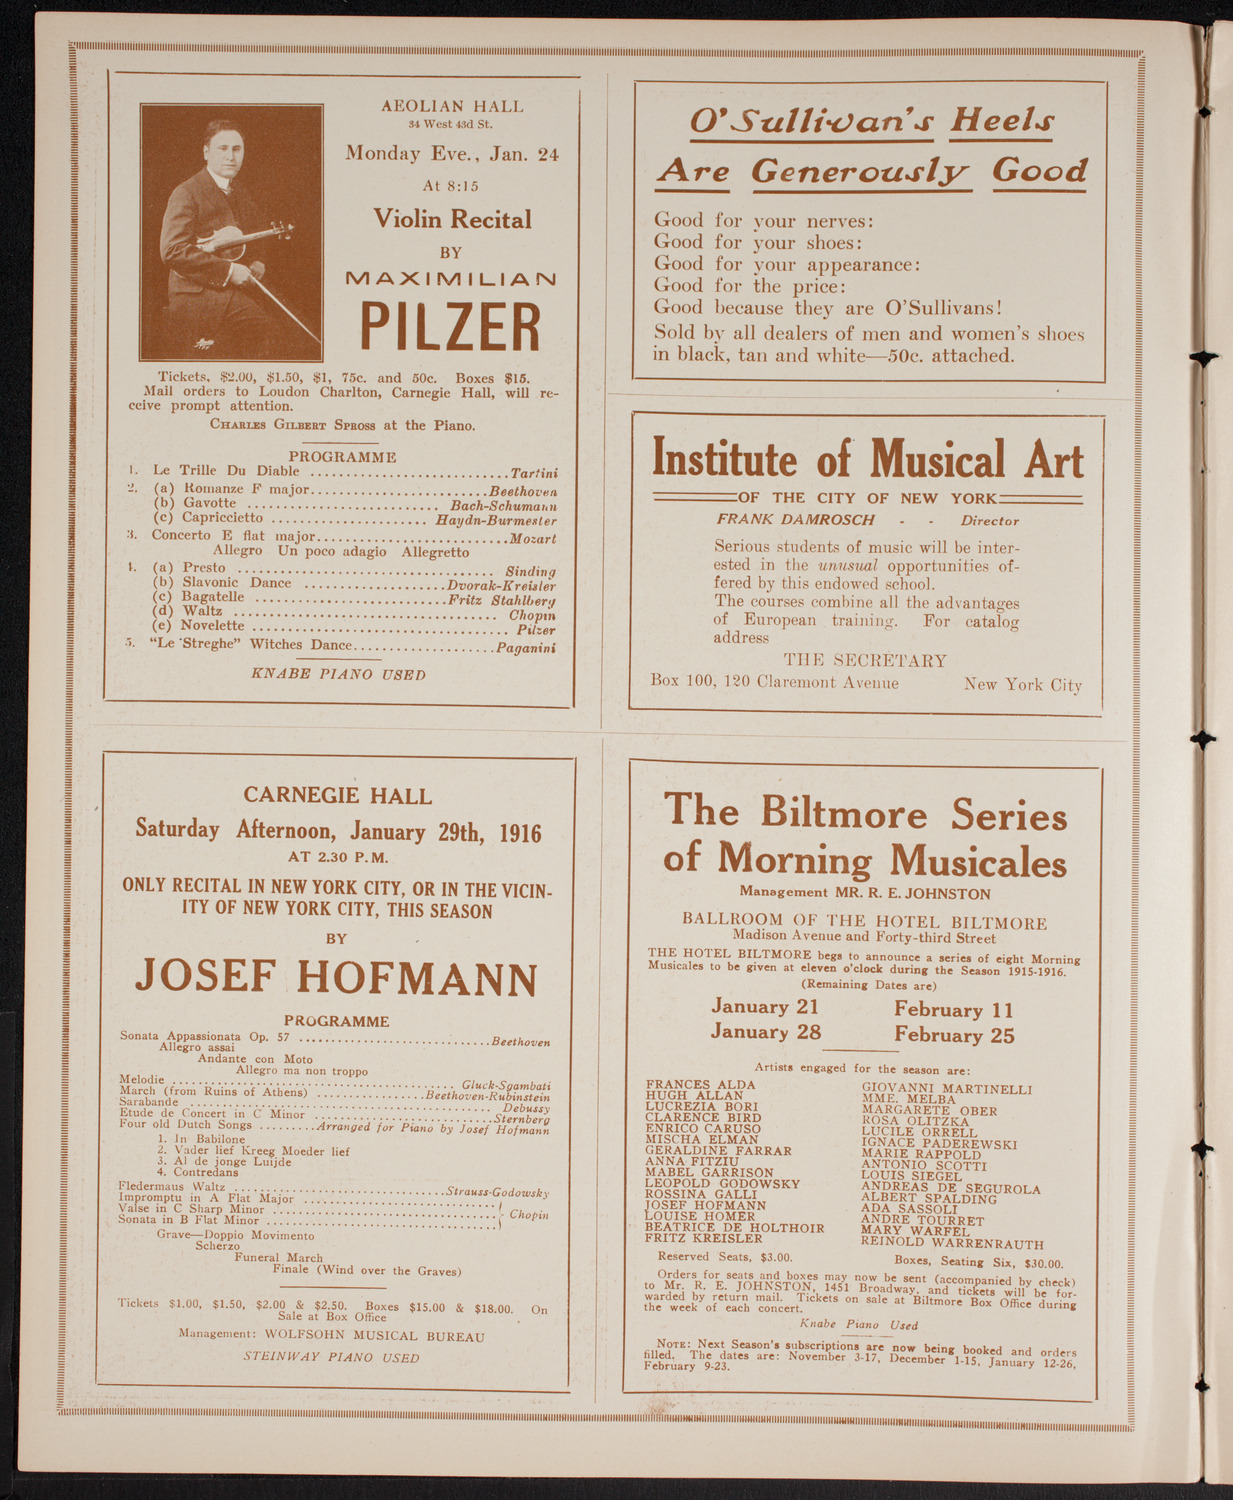 AEOLIAN HALL
34 West 43d St.
Monday Eve., Jan. 24
At 8:15
Violin Recital
BY
MAXIMILIAN
PILZER
Tickets, $2.00, $1.50, $1, 75c. and 50c. Boxes $15.
Mail orders to Loudon Charlton, Carnegie Hall, will re-
ceive prompt attention.
CHARLES GILBERT SPROSS at the Piano.
PROGRAMME
1. Le Trille Du Diable ........................... Tartini
2. (a) Romanze F major........................ Beethoven
(b) Gavotte .......................... Bach-Schumann
(c) Capriccietto ..................... Haydn-Burmester
3. Concerto E flat major.......................... Mozart
Allegro Un poco adagio Allegretto
4. (a) Presto ................................... Sinding
(b) Slavonic Dance ................... Dvorak-Kreisler
(c) Bagatelle .......................... Fritz Stahlberg
(d) Waltz .................................... Chopin
(e) Novelette ................................... Pilzer
5. "Le Streghe" Witches Dance................... Paganini
KNABE PIANO USED
O'Sullivan's Heels
Are Generously Good
Good for your nerves:
Good for your shoes:
Good for your appearance:
Good for the price:
Good because they are O'Sullivans!
Sold by all dealers of men and women's shoes
in black, tan and white—50c. attached.
Institute of Musical Art
OF THE CITY OF NEW YORK
FRANK DAMROSCH - - Director
Serious students of music will be inter-
ested in the unusual opportunities of-
fered by this endowed school.
The courses combine all the advantages
of European training. For catalog
address
THE SECRETARY
Box 100, 120 Claremont Avenue New York City
CARNEGIE HALL
Saturday Afternoon, January 29th, 1916
AT 2.30 P.M.
ONLY RECITAL IN NEW YORK CITY, OR IN THE VICIN-
ITY OF NEW YORK CITY, THIS SEASON
BY
JOSEF HOFMANN
PROGRAMME
Sonata Appassionata Op. 57 .............................. Beethoven
Allegro assai
Andante con Moto
Allegro ma non troppo
Melodie ............................................. Gluck-Sgambati
March (from Ruins of Athens) ................. Beethoven-Rubinstein
Sarabande ................................................ Debussy
Etude de Concert in C Minor ............................. Sternberg
Four old Dutch Songs ......... Arranged for Piano by Josef Hofmann
1. In Babilone
2. Vader lief Kreeg Moeder lief
3. Al de jonge Luijde
4. Contredans
Fledermaus Waltz ................................. Strauss-Godowsky
Impromptu in A Flat Major ..............................
Valse in C Sharp Minor .................................... Chopin
Sonata in B Flat Minor ....................................
Grave—Doppio Movimento
Scherzo
Funeral March
Finale (Wind over the Graves)
Tickets $1.00, $1.50, $2.00 & $2.50. Boxes $15.00 & $18.00. On
Sale at Box Office
Management: WOLFSOHN MUSICAL BUREAU
STEINWAY PIANO USED
The Biltmore Series
of Morning Musicales
Management MR. R. E. JOHNSTON
BALLROOM OF THE HOTEL BILTMORE
Madison Avenue and Forty-third Street
THE HOTEL BILTMORE begs to announce a series of eight Morning
Musicales to be given at eleven o'clock during the Season 1915-1916.
(Remaining Dates are)
January 21 February 11
January 28 February 25
Artists engaged for the season are:
FRANCES ALDA
HUGH ALLAN
LUCREZIA BORI
CLARENCE BIRD
ENRICO CARUSO
MISCHA ELMAN
GERALDINE FARRAR
ANNA FITZIU
MABEL GARRISON
LEOPOLD GODOWSKY
ROSSINA GALLI
JOSEF HOFMANN
LOUISE HOMER
BEATRICE DE HOLTHOIR
FRITZ KREISLER
GIOVANNI MARTINELLI
MME. MELBA
MARGARETE OBER
ROSA OLITZKA
LUCILE ORRELL
IGNACE PADEREWSKI
MARIE RAPPOLD
ANTONIO SCOTTI
LOUIS SIEGEL
ANDREAS DE SEGUROLA
ALBERT SPALDING
ADA SASSOLI
ANDRE TOURRET
MARY WARFEL
REINOLD WARRENRAUTH
Reserved Seats, $3.00. Boxes, Seating Six, $30.00.
Orders for seats and boxes may now be sent (accompanied by check)
to Mr. R. E. JOHNSTON, 1451 Broadway, and tickets will be for-
warded by return mail. Tickets on sale at Biltmore Box Office during
the week of each concert.
Knabe Piano Used
NOTE: Next Season's subscriptions are now being booked and orders
filled. The dates are: November 3-17, December 1-15, January 12-26,
February 9-23.